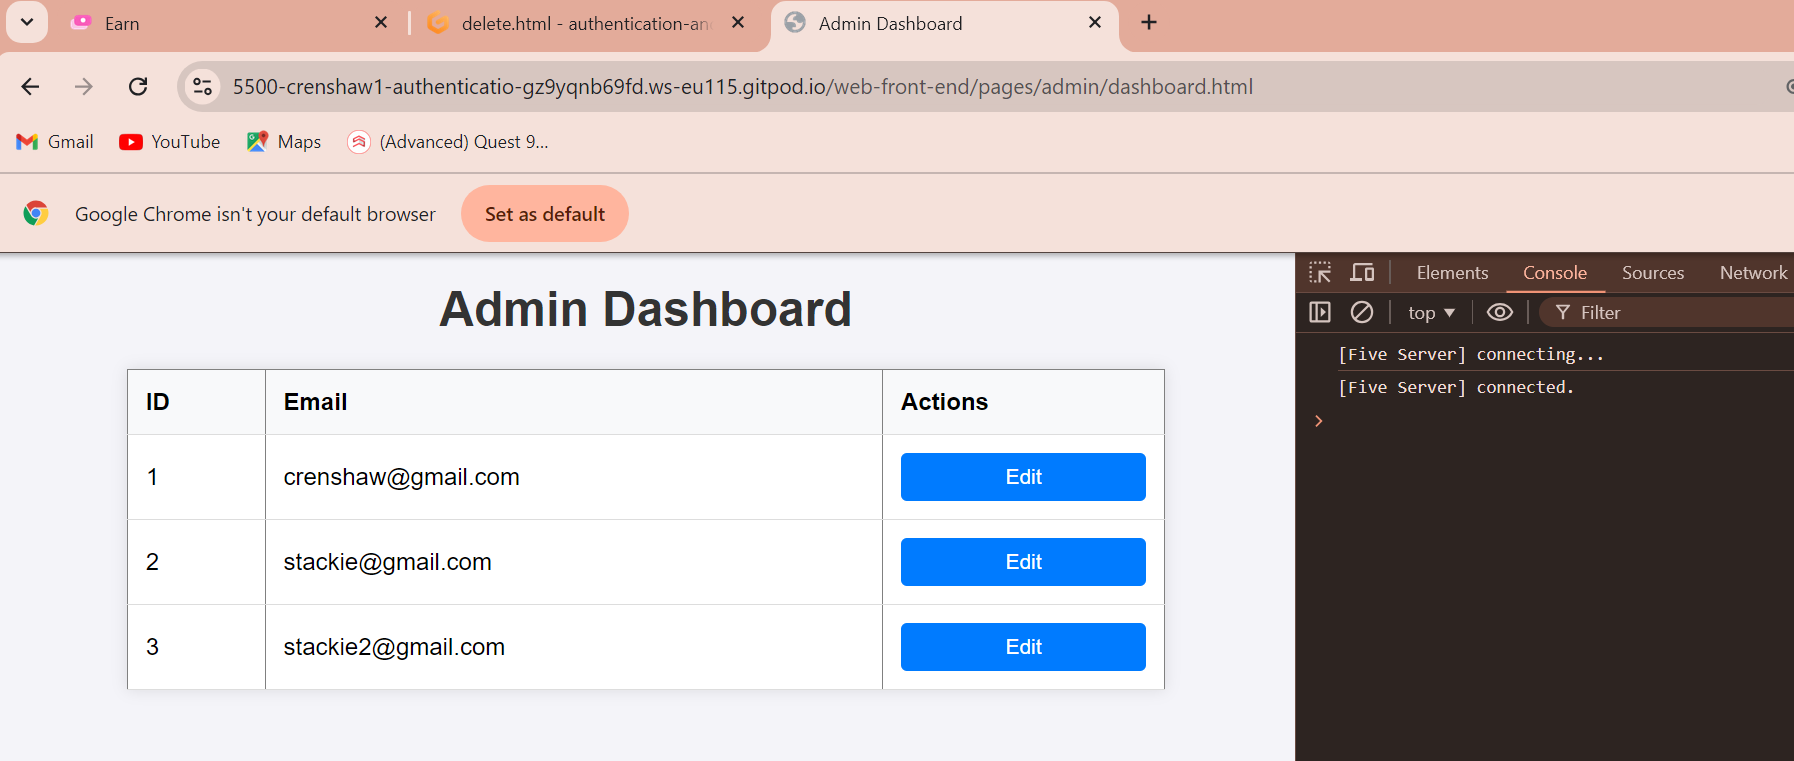 Earn
delete.html - authentication-an
Admin Dashboard
5500-crenshaw1-authenticatio-gz9yqnb69fd.ws-eu115.gitpod.io/web-front-end/pages/admin/dashboard.html
Gmail YouTube Maps (Advanced) Quest 9...
Google Chrome isn't your default browser Set as default
Admin Dashboard
ID Email Actions
1 crenshaw@gmail.com Edit
2 stackie@gmail.com Edit
3 stackie2@gmail.com Edit
Elements Console Sources Network
top Filter
[Five Server] connecting...
[Five Server] connected.